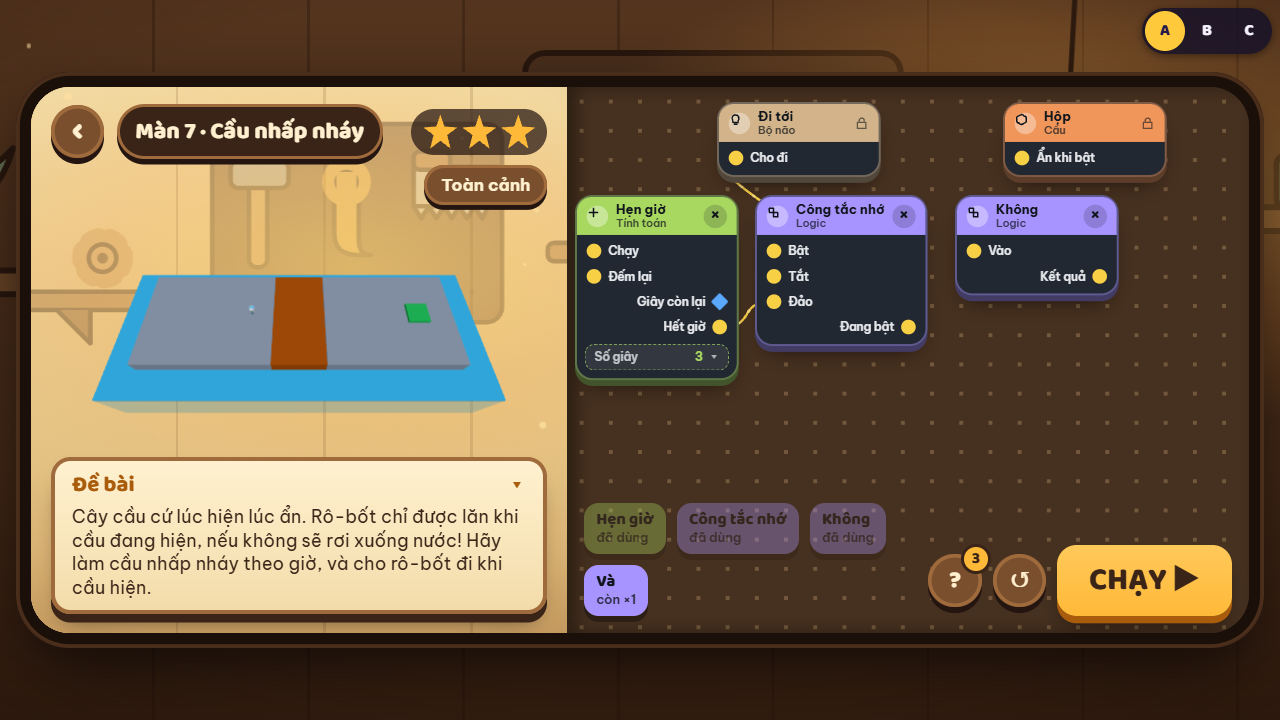 A B C
Màn 7 • Cầu nhấp nháy
Toàn cảnh
Đề bài
Cây cầu cứ lúc hiện lúc ẩn. Rô-bốt chỉ được lăn khi
cầu đang hiện, nếu không sẽ rơi xuống nước! Hãy
làm cầu nhấp nháy theo giờ, và cho rô-bốt đi khi
cầu hiện.
Đi tới
Bộ não
Cho đi
Hộp
Cầu
Ẩn khi bật
Hẹn giờ
Tính toán
Chạy
Đếm lại
Giây còn lại
Hết giờ
Số giây 3
Công tắc nhớ
Logic
Bật
Tắt
Đảo
Đang bật
Không
Logic
Vào
Kết quả
Hẹn giờ
đã dùng
Công tắc nhớ
đã dùng
Không
đã dùng
Và
còn ×1
?
3
CHẠY